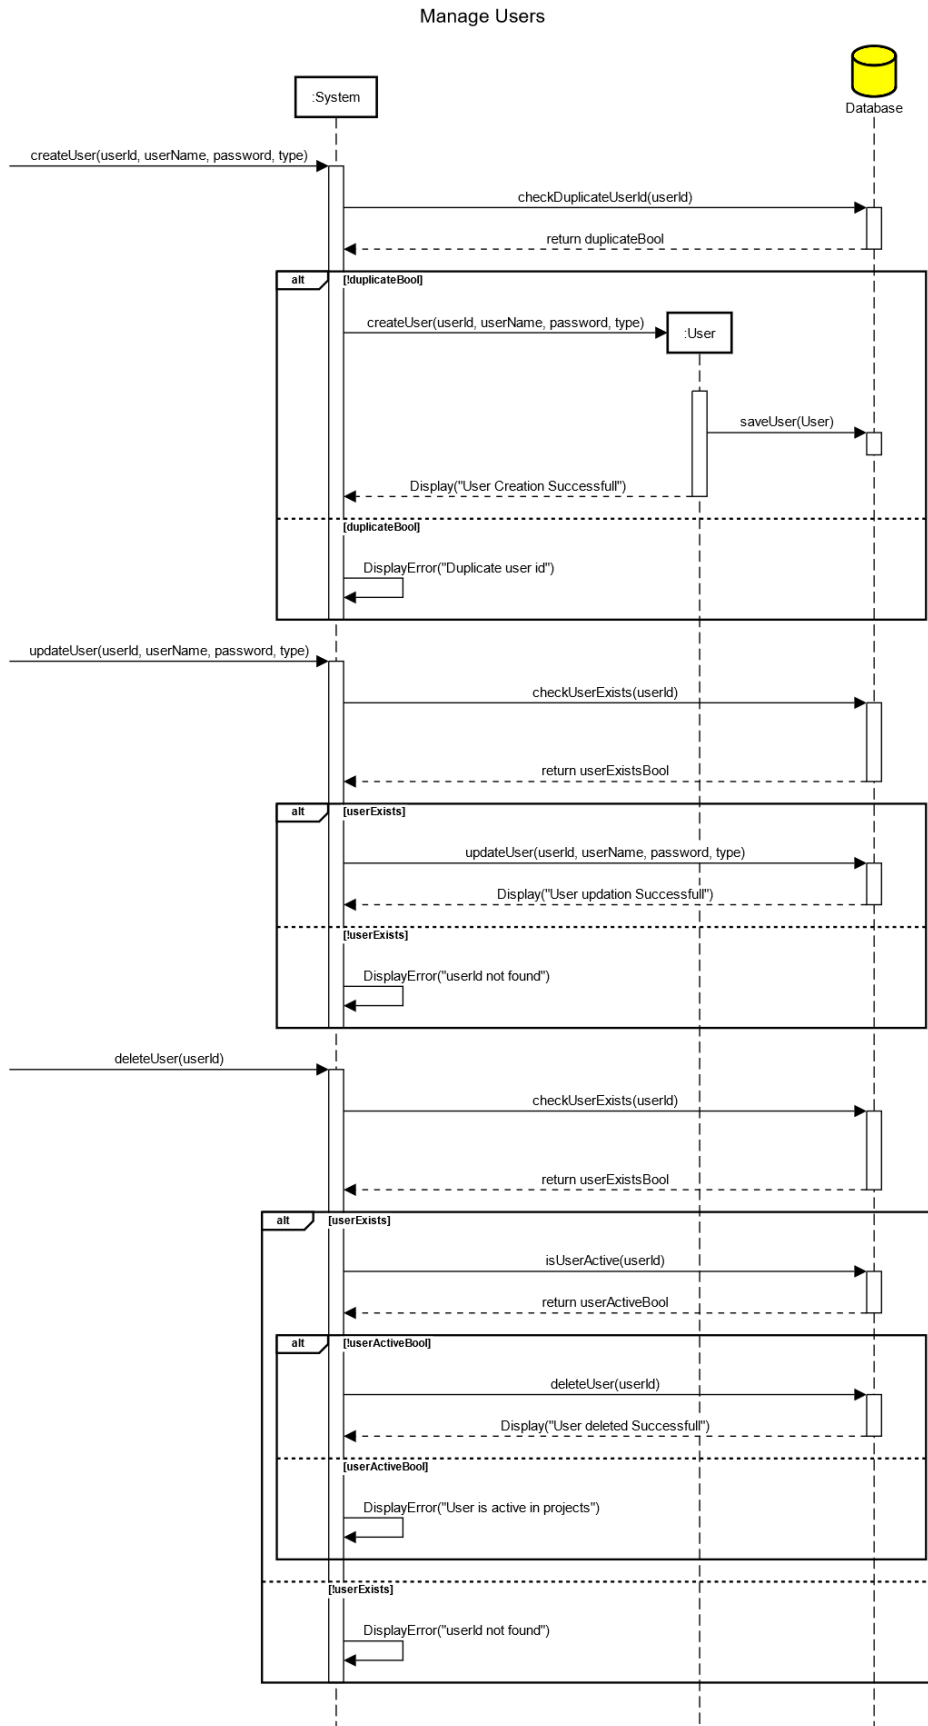 Manage Users
:System
Database
createUser(userId, userName, password, type)
checkDuplicateUserId(userId)
return duplicateBool
alt [!duplicateBool]
createUser(userId, userName, password, type)
:User
saveUser(User)
Display("User Creation Successfull")
[duplicateBool]
DisplayError("Duplicate user id")
updateUser(userId, userName, password, type)
checkUserExists(userId)
return userExistsBool
alt [userExists]
updateUser(userId, userName, password, type)
Display("User updation Successfull")
[!userExists]
DisplayError("userId not found")
deleteUser(userId)
checkUserExists(userId)
return userExistsBool
alt [userExists]
isUserActive(userId)
return userActiveBool
alt [!userActiveBool]
deleteUser(userId)
Display("User deleted Successfull")
[userActiveBool]
DisplayError("User is active in projects")
[!userExists]
DisplayError("userId not found")